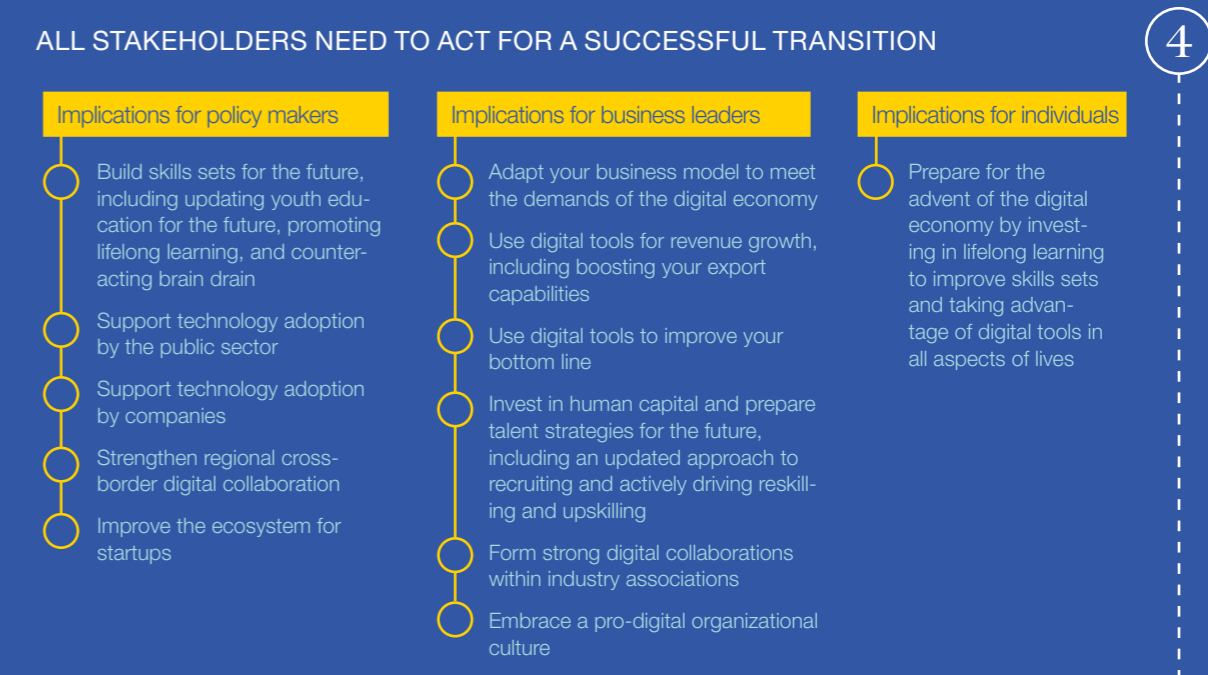 ALL STAKEHOLDERS NEED TO ACT FOR A SUCCESSFUL TRANSITION
4
Implications for policy makers
Build skills sets for the future,
including updating youth edu-
cation for the future, promoting
lifelong learning, and counter-
acting brain drain
Support technology adoption
by the public sector
Support technology adoption
by companies
Strengthen regional cross-
border digital collaboration
Improve the ecosystem for
startups
Implications for business leaders
Adapt your business model to meet
the demands of the digital economy
Use digital tools for revenue growth,
including boosting your export
capabilities
Use digital tools to improve your
bottom line
Invest in human capital and prepare
talent strategies for the future,
including an updated approach to
recruiting and actively driving reskill-
ing and upskilling
Form strong digital collaborations
within industry associations
Embrace a pro-digital organizational
culture
Implications for individuals
Prepare for the
advent of the digital
economy by invest-
ing in lifelong learning
to improve skills sets
and taking advan-
tage of digital tools in
all aspects of lives